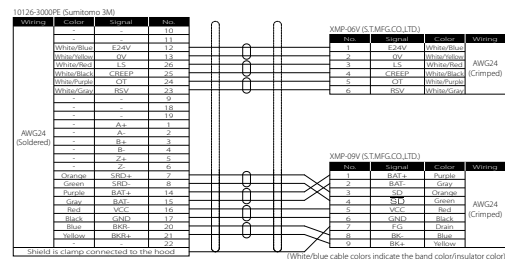 10126-3000PE (Sumitomo 3M)
Wiring Color Signal No.
- - 10
- - 11
White/Blue E24V 12
White/Yellow 0V 13
White/Red LS 26
White/Black CREEP 25
White/Purple OT 24
White/Gray RSV 23
- - 9
- - 18
- - 19
- A+ 1
- A- 2
- B+ 3
- B- 4
- Z+ 5
- Z- 6
Orange SRD+ 7
Green SRD- 8
Purple BAT+ 14
Gray BAT- 15
Red VCC 16
Black GND 17
Blue BKR- 20
Yellow BKR+ 21
- - 22
AWG24
(Soldered)
Shield is clamp connected to the hood
XMP-06V (S.T.MFG.CO.,LTD.)
No. Signal Color Wiring
1 E24V White/Blue
2 0V White/Yellow
3 LS White/Red
4 CREEP White/Black
5 OT White/Purple
6 RSV White/Gray
AWG24
(Crimped)
XMP-09V (S.T.MFG.CO.,LTD.)
No. Signal Color Wiring
1 BAT+ Purple
2 BAT- Gray
3 SD Orange
4 S̅D̅ Green
5 VCC Red
6 GND Black
7 FG Drain
8 BK- Blue
9 BK+ Yellow
AWG24
(Crimped)
(White/blue cable colors indicate the band color/insulator color)